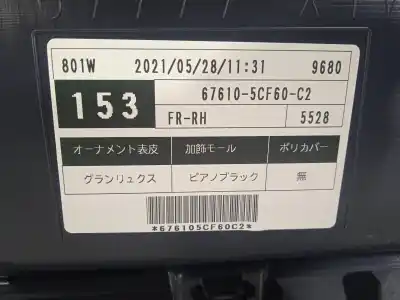 801W 2021/05/28/11:31 9680
153 67610-5CF60-C2
FR-RH 5528
オーナメント表皮 加飾モール ポリカバー
グランリュクス ピアノブラック 無
*676105CF60C2*